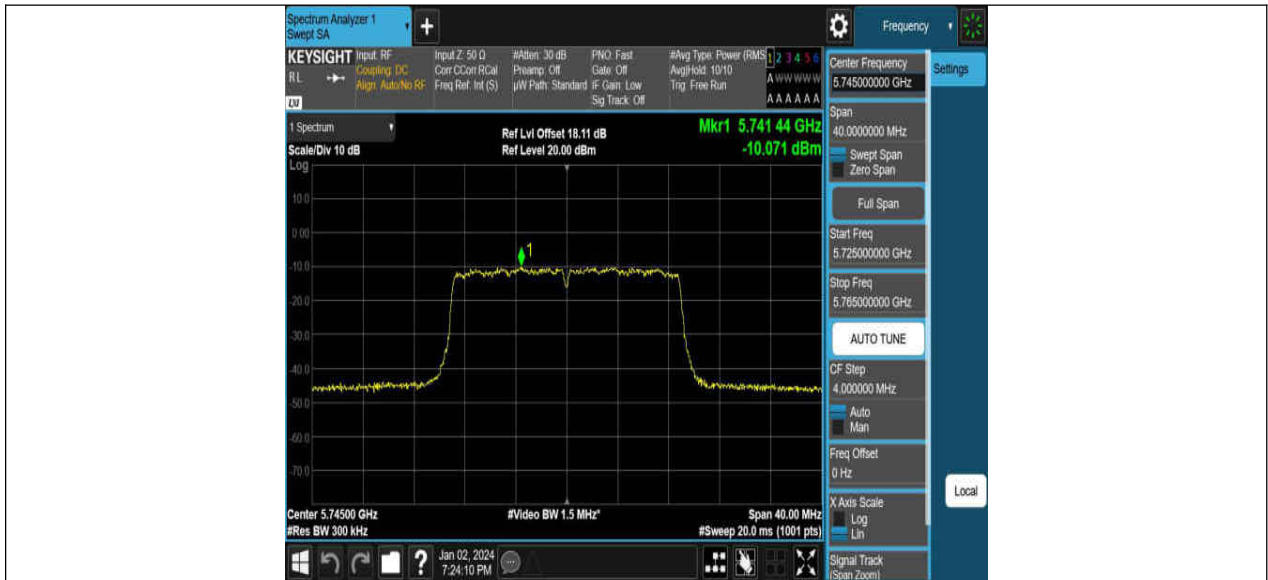 Spectrum Analyzer 1
Swept SA
+
Frequency
KEYSIGHT
RL
LXI
Input: RF
Coupling: DC
Align: Auto/No RF
Input Z: 50 Ω
Corr CCorr RCal
Freq Ref: Int (S)
#Atten: 30 dB
Preamp: Off
µW Path: Standard
PNO: Fast
Gate: Off
IF Gain: Low
Sig Track: Off
#Avg Type: Power (RMS
Avg|Hold: 10/10
Trig: Free Run
1 2 3 4 5 6
A W W W W W
A A A A A A
1 Spectrum
Scale/Div 10 dB
Log
Ref Lvl Offset 18.11 dB
Ref Level 20.00 dBm
Mkr1 5.741 44 GHz
-10.071 dBm
10.0
0.00
-10.0
-20.0
-30.0
-40.0
-50.0
-60.0
-70.0
1
Center 5.74500 GHz
#Res BW 300 kHz
#Video BW 1.5 MHz*
Span 40.00 MHz
#Sweep 20.0 ms (1001 pts)
?
Jan 02, 2024
7:24:10 PM
Center Frequency
5.745000000 GHz
Settings
Span
40.0000000 MHz
Swept Span
Zero Span
Full Span
Start Freq
5.725000000 GHz
Stop Freq
5.765000000 GHz
AUTO TUNE
CF Step
4.000000 MHz
Auto
Man
Freq Offset
0 Hz
X Axis Scale
Log
Lin
Local
Signal Track
(Span Zoom)